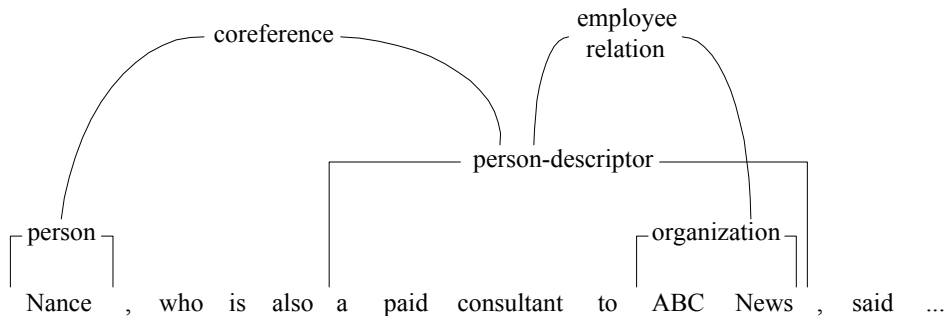 employee
coreference
relation
person-descriptor
person organization
Nance , who is also a paid consultant to ABC News , said ...